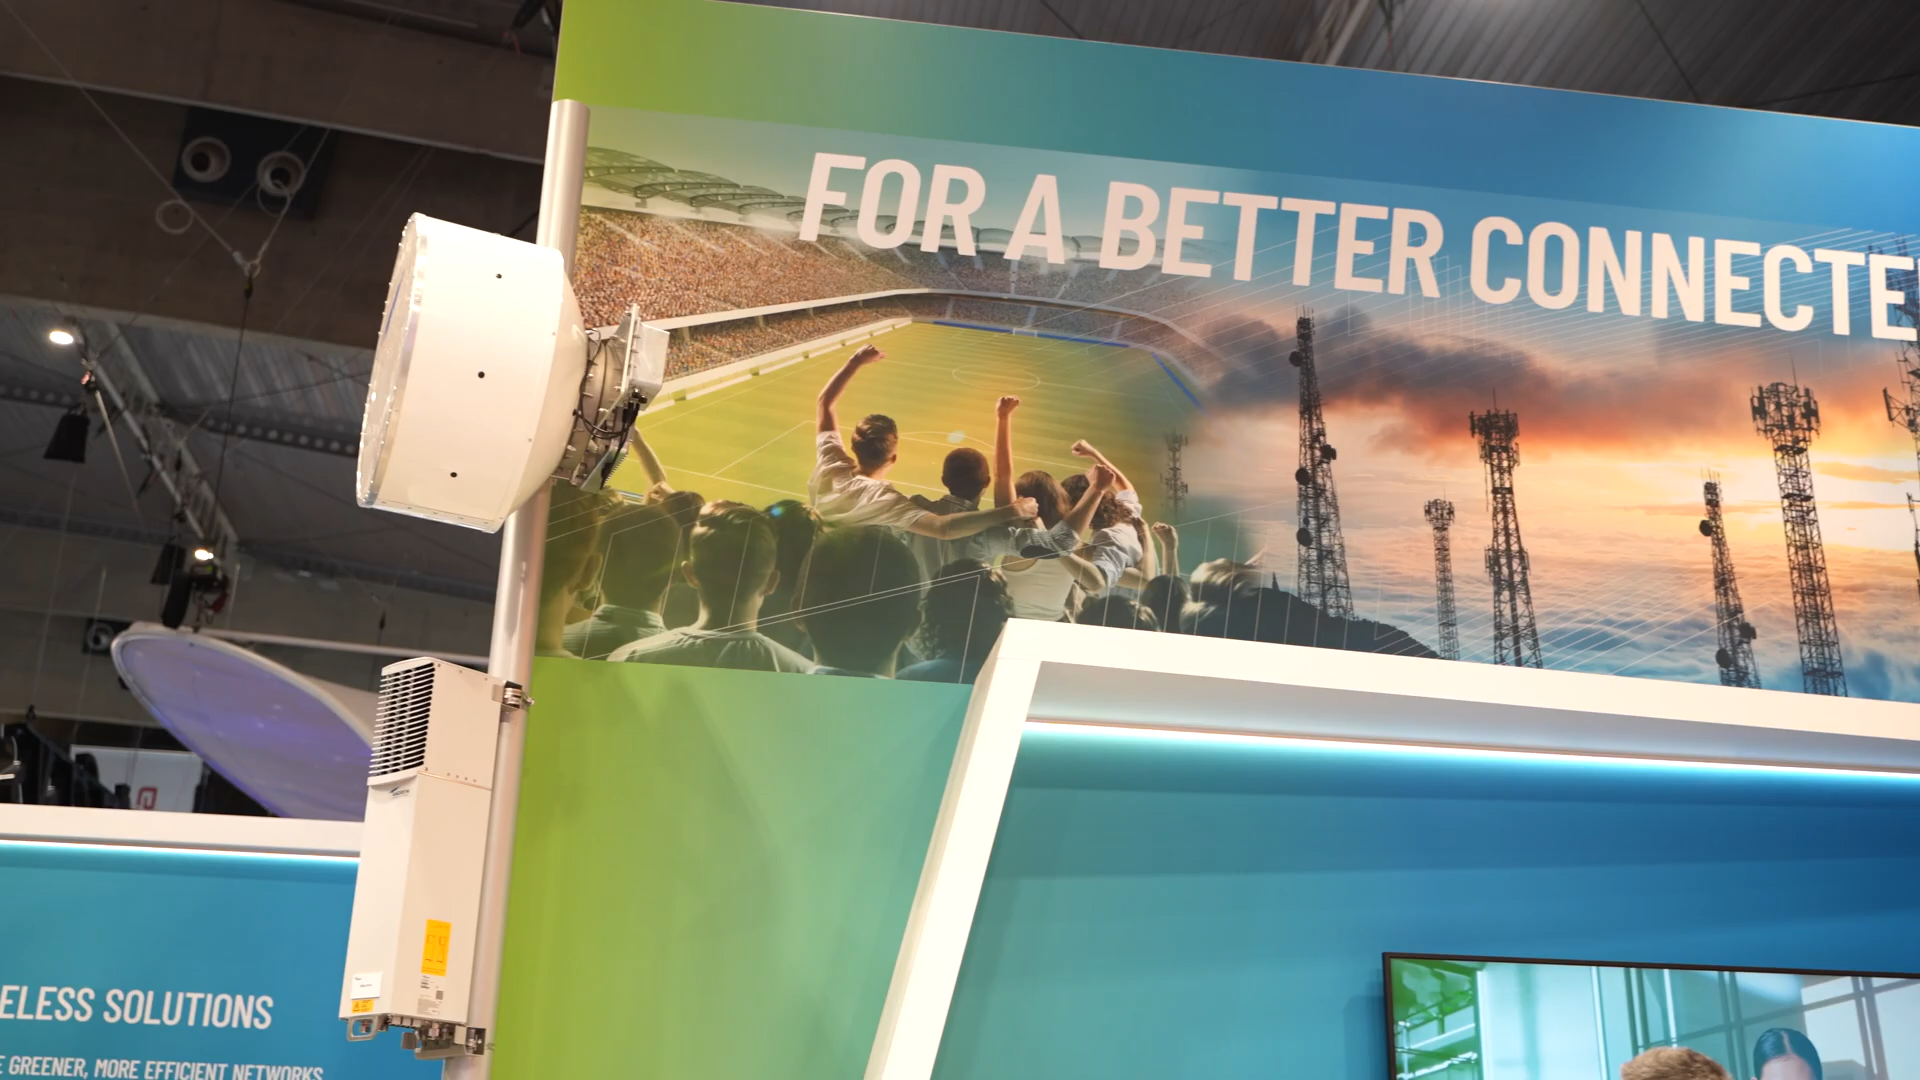 FOR A BETTER CONNECTE
ELESS SOLUTIONS
E GREENER, MORE EFFICIENT NETWORKS